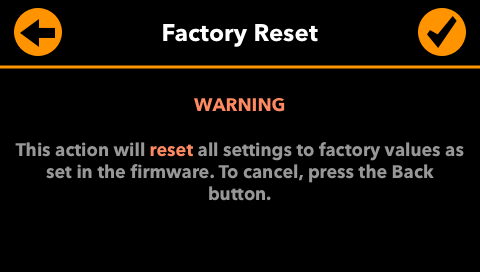 Factory Reset
WARNING
This action will reset all settings to factory values as
set in the firmware. To cancel, press the Back
button.